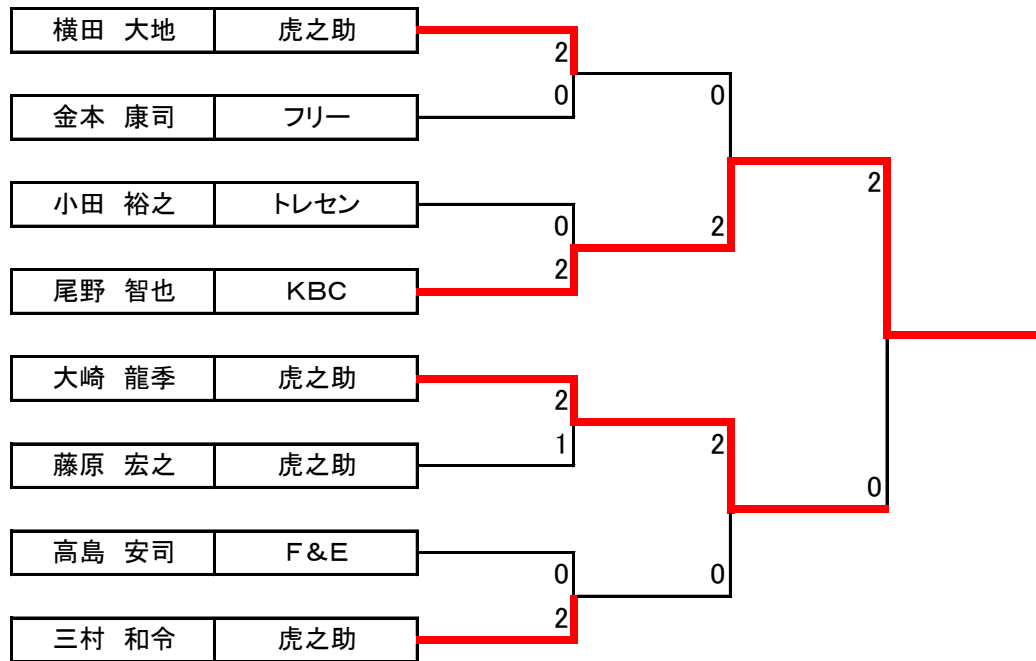 横田 大地 虎之助
2
0
金本 康司 フリー
0
小田 裕之 トレセン
0
2
2
2
尾野 智也 KBC
大崎 龍季 虎之助
2
1
2
藤原 宏之 虎之助
0
高島 安司 F&E
0
0
2
三村 和令 虎之助